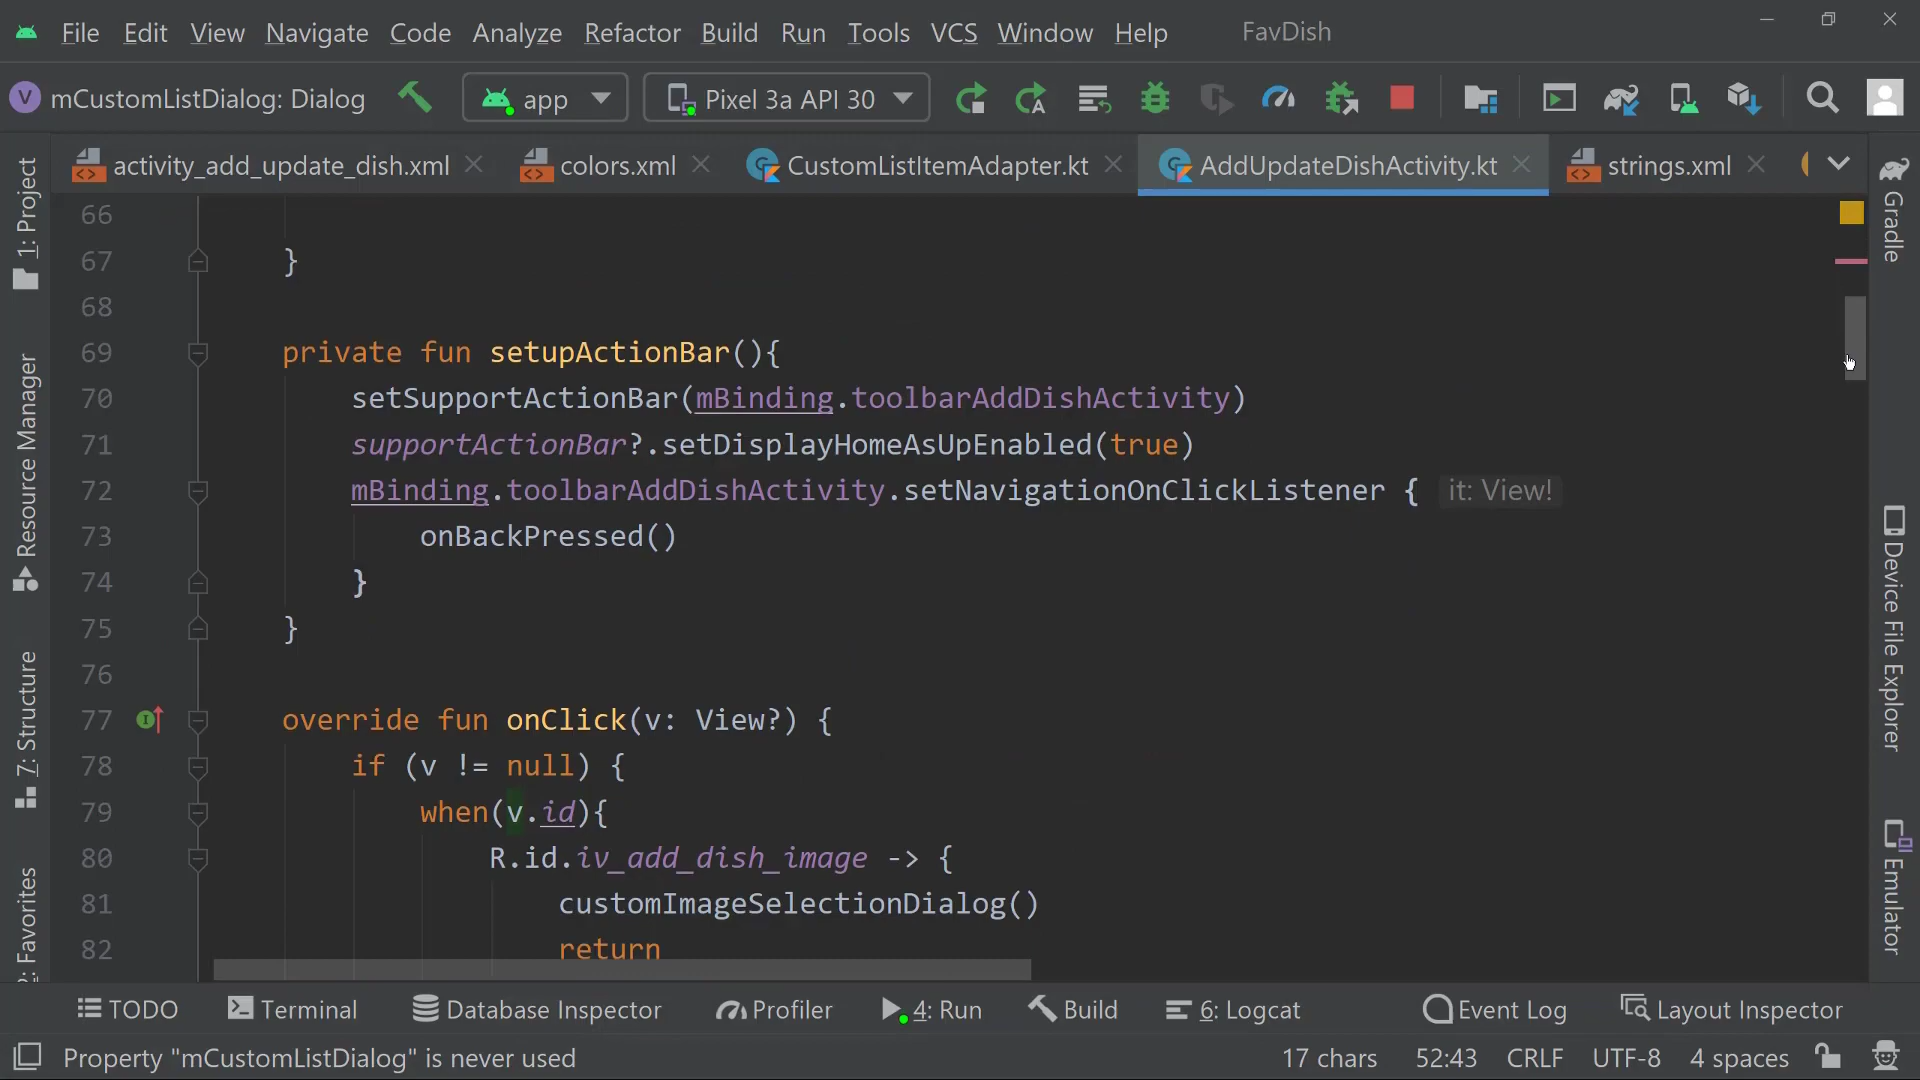 File Edit View Navigate Code Analyze Refactor Build Run Tools VCS Window Help FavDish
V mCustomListDialog: Dialog app Pixel 3a API 30
activity_add_update_dish.xml colors.xml CustomListItemAdapter.kt AddUpdateDishActivity.kt strings.xml
1: Project
Resource Manager
7: Structure
2: Favorites
66
67 }
68
69 private fun setupActionBar(){
70 setSupportActionBar(mBinding.toolbarAddDishActivity)
71 supportActionBar?.setDisplayHomeAsUpEnabled(true)
72 mBinding.toolbarAddDishActivity.setNavigationOnClickListener { it: View!
73 onBackPressed()
74 }
75 }
76
77 override fun onClick(v: View?) {
78 if (v != null) {
79 when(v.id){
80 R.id.iv_add_dish_image -> {
81 customImageSelectionDialog()
82 return
Gradle
Device File Explorer
Emulator
TODO Terminal Database Inspector Profiler 4: Run Build 6: Logcat Event Log Layout Inspector
Property "mCustomListDialog" is never used 17 chars 52:43 CRLF UTF-8 4 spaces